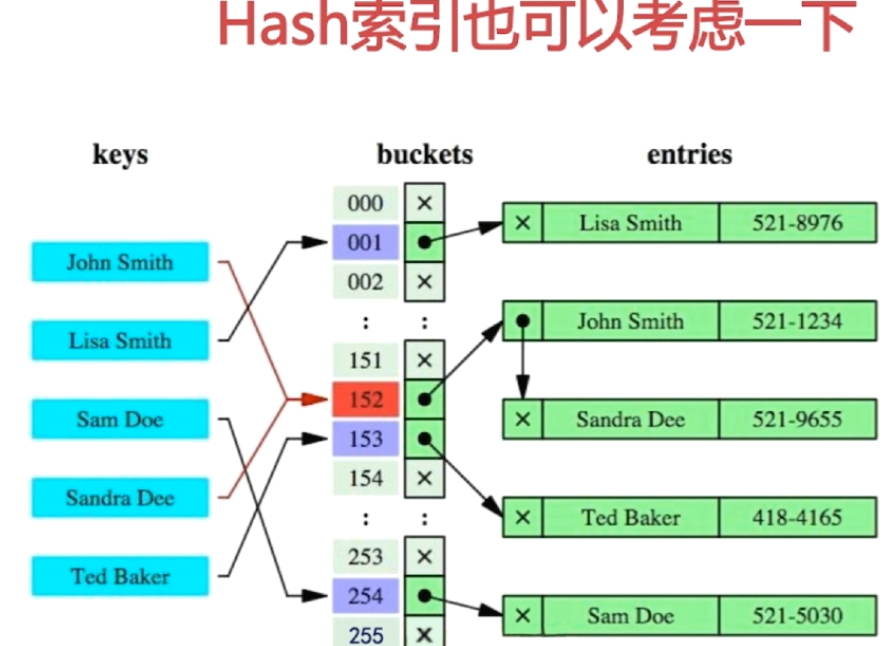 Hash索引也可以考虑一下
keys buckets entries
000 ×
× Lisa Smith 521-8976
001
John Smith
002 ×
: :
× John Smith 521-1234
Lisa Smith
151 ×
152
Sam Doe
× Sandra Dee 521-9655
153
154 ×
Sandra Dee
: :
× Ted Baker 418-4165
253 ×
Ted Baker
254
× Sam Doe 521-5030
255 ×